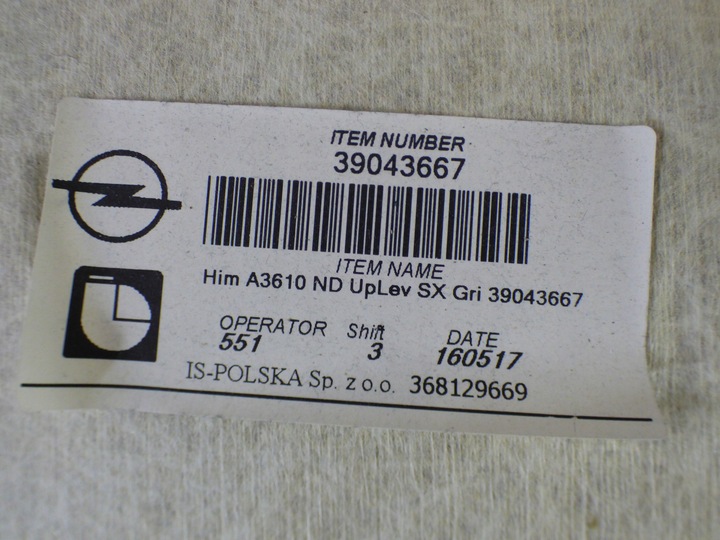 ITEM NUMBER
39043667
ITEM NAME
Him A3610 ND UpLev SX Gri 39043667
OPERATOR Shift DATE
551 3 160517
IS-POLSKA Sp. z o.o. 368129669